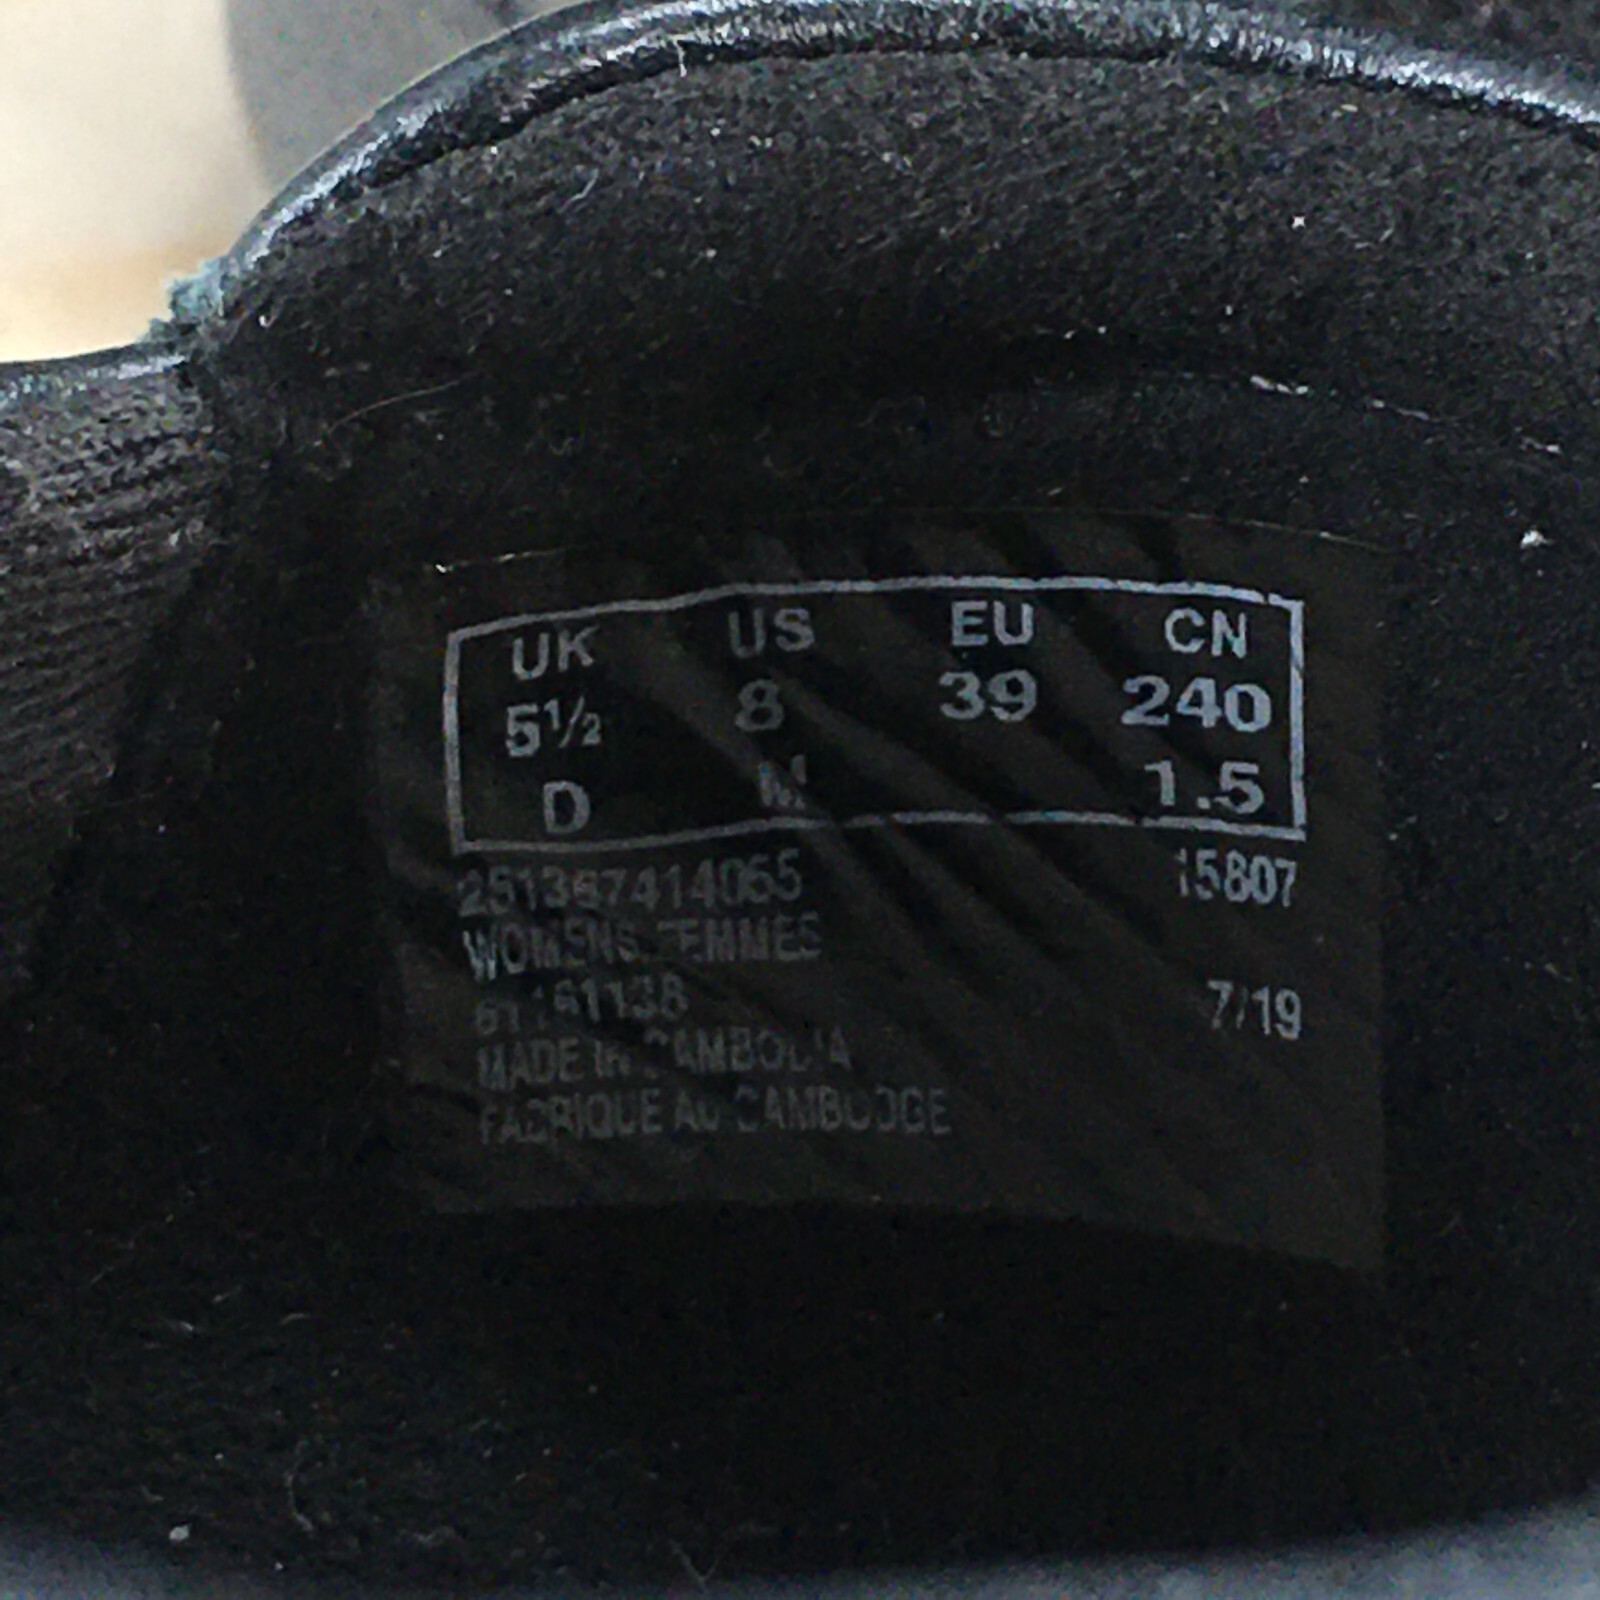 UK US EU CN
5½ 8 39 240
D M 1.5
251397414055 15807
WOMENS FEMMES
7/19
MADE IN CAMBODIA
FABRIQUE AU CAMBODGE